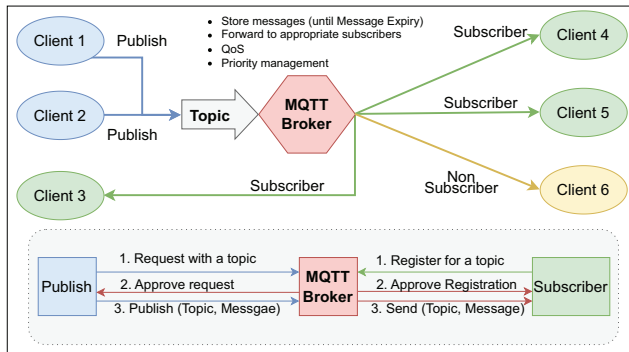 • Store messages (until Message Expiry)
• Forward to appropriate subscribers
• QoS
• Priority management
Client 1
Publish
Client 2
Publish
Topic
MQTT
Broker
Subscriber
Client 4
Subscriber
Client 5
Non
Subscriber
Client 6
Subscriber
Client 3
Publish
1. Request with a topic
2. Approve request
3. Publish (Topic, Messgae)
MQTT
Broker
1. Register for a topic
2. Approve Registration
3. Send (Topic, Message)
Subscriber